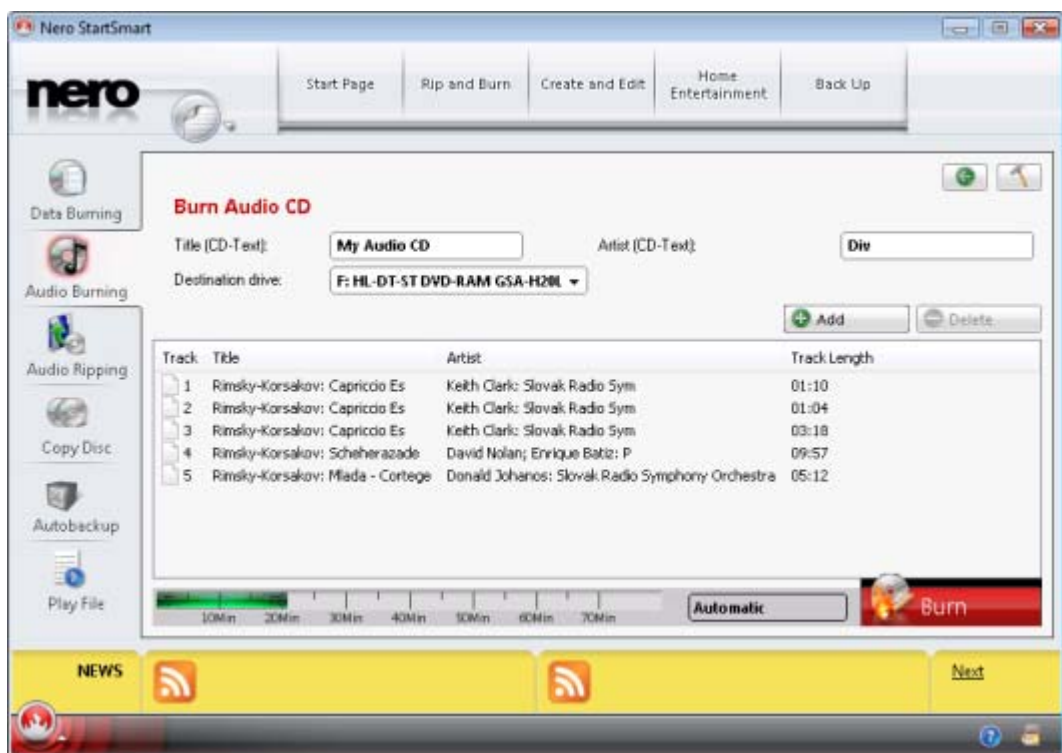 Nero StartSmart
nero
Start Page
Rip and Burn
Create and Edit
Home
Entertainment
Back Up
Data Burning
Audio Burning
Audio Ripping
Copy Disc
Autobackup
Play File
Burn Audio CD
Title (CD-Text): My Audio CD Artist (CD-Text): Div
Destination drive: F: HL-DT-ST DVD-RAM GSA-H20L
Add Delete
Track Title Artist Track Length
1 Rimsky-Korsakov: Capriccio Es Keith Clark: Slovak Radio Sym 01:10
2 Rimsky-Korsakov: Capriccio Es Keith Clark: Slovak Radio Sym 01:04
3 Rimsky-Korsakov: Capriccio Es Keith Clark: Slovak Radio Sym 03:18
4 Rimsky-Korsakov: Scheherazade David Nolan; Enrique Batiz: P 09:57
5 Rimsky-Korsakov: Mlada - Cortege Donald Johanos: Slovak Radio Symphony Orchestra 05:12
10Min 20Min 30Min 40Min 50Min 60Min 70Min
Automatic
Burn
NEWS
Next